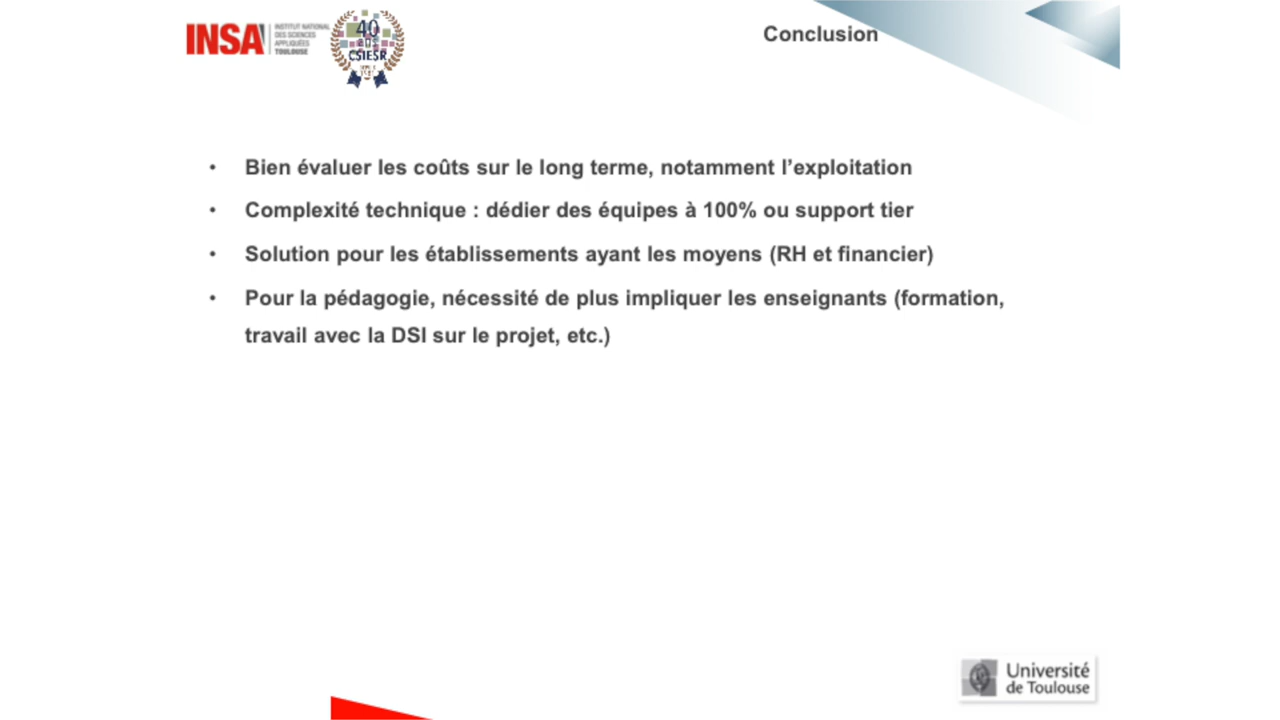 INSA
INSTITUT NATIONAL
DES SCIENCES
APPLIQUÉES
TOULOUSE
40
ans
CSIESR
Conclusion
• Bien évaluer les coûts sur le long terme, notamment l’exploitation
• Complexité technique : dédier des équipes à 100% ou support tier
• Solution pour les établissements ayant les moyens (RH et financier)
• Pour la pédagogie, nécessité de plus impliquer les enseignants (formation,
travail avec la DSI sur le projet, etc.)
Université
de Toulouse